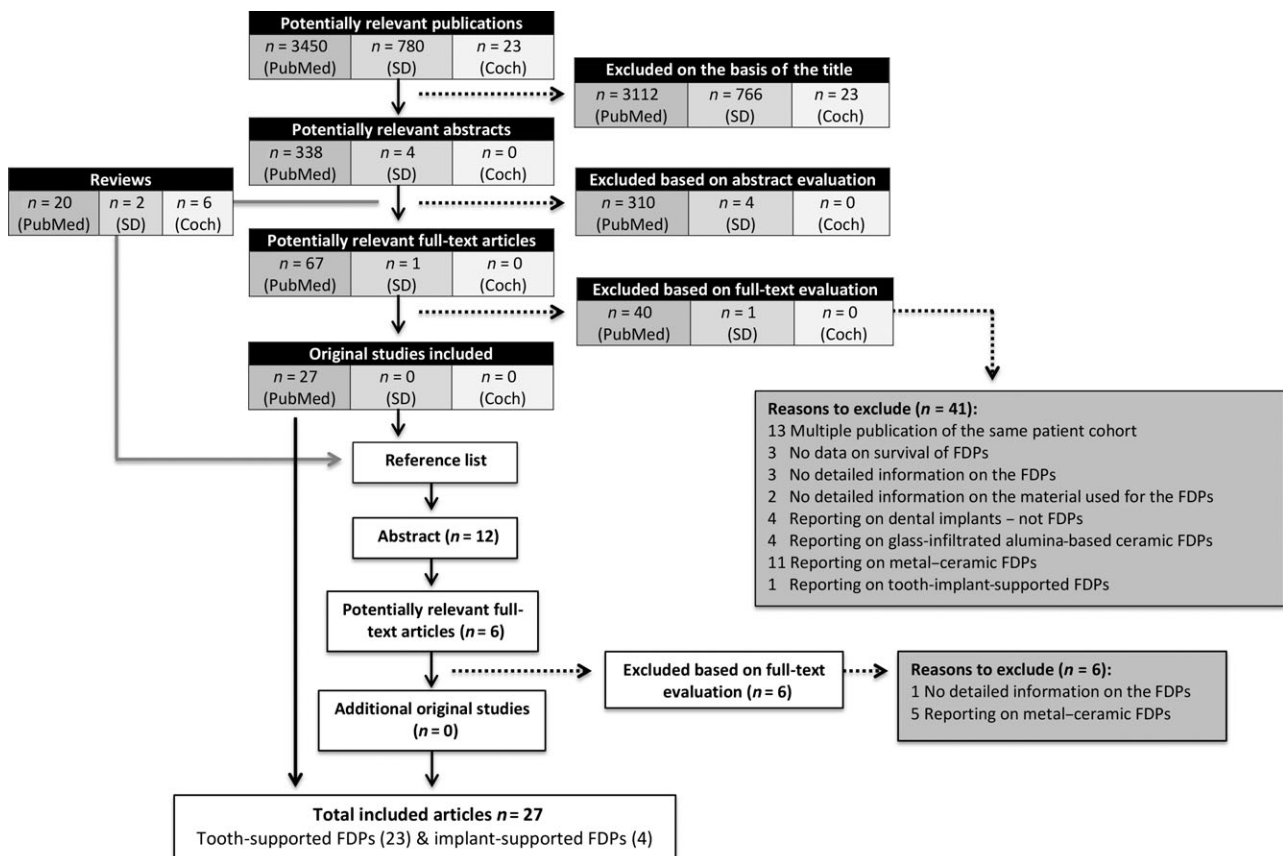 Potentially relevant publications
n = 3450 n = 780 n = 23
(PubMed) (SD) (Coch)
Excluded on the basis of the title
n = 3112 n = 766 n = 23
(PubMed) (SD) (Coch)
Potentially relevant abstracts
n = 338 n = 4 n = 0
(PubMed) (SD) (Coch)
Reviews
n = 20 n = 2 n = 6
(PubMed) (SD) (Coch)
Excluded based on abstract evaluation
n = 310 n = 4 n = 0
(PubMed) (SD) (Coch)
Potentially relevant full-text articles
n = 67 n = 1 n = 0
(PubMed) (SD) (Coch)
Excluded based on full-text evaluation
n = 40 n = 1 n = 0
(PubMed) (SD) (Coch)
Original studies included
n = 27 n = 0 n = 0
(PubMed) (SD) (Coch)
Reasons to exclude (n = 41):
13 Multiple publication of the same patient cohort
3 No data on survival of FDPs
3 No detailed information on the FDPs
2 No detailed information on the material used for the FDPs
4 Reporting on dental implants – not FDPs
4 Reporting on glass-infiltrated alumina-based ceramic FDPs
11 Reporting on metal–ceramic FDPs
1 Reporting on tooth-implant-supported FDPs
Reference list
Abstract (n = 12)
Potentially relevant full-
text articles (n = 6)
Excluded based on full-text
evaluation (n = 6)
Reasons to exclude (n = 6):
1 No detailed information on the FDPs
5 Reporting on metal–ceramic FDPs
Additional original studies
(n = 0)
Total included articles n = 27
Tooth-supported FDPs (23) & implant-supported FDPs (4)